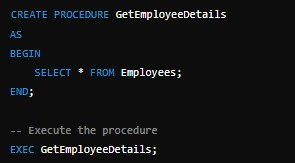 CREATE PROCEDURE GetEmployeeDetails
AS
BEGIN
    SELECT * FROM Employees;
END;

-- Execute the procedure
EXEC GetEmployeeDetails;